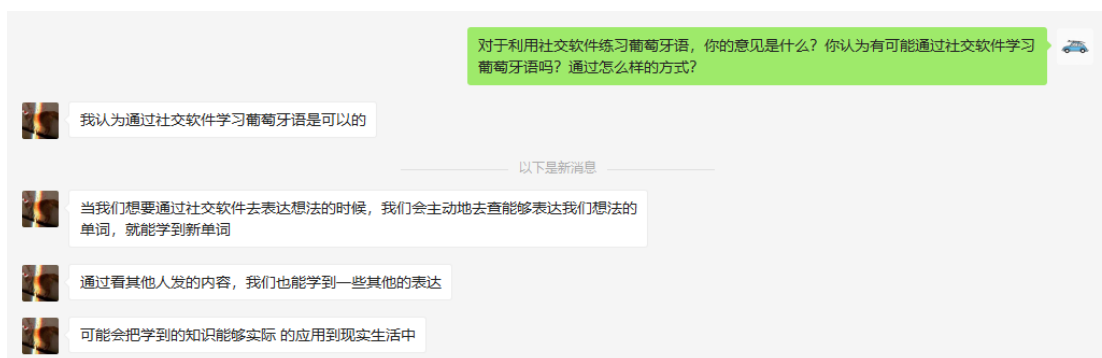 对于利用社交软件练习葡萄牙语，你的意见是什么？你认为有可能通过社交软件学习
葡萄牙语吗？通过怎么样的方式？
我认为通过社交软件学习葡萄牙语是可以的
以下是新消息
当我们想要通过社交软件去表达想法的时候，我们会主动地去查能够表达我们想法的
单词，就能学到新单词
通过看其他人发的内容，我们也能学到一些其他的表达
可能会把学到的知识能够实际 的应用到现实生活中